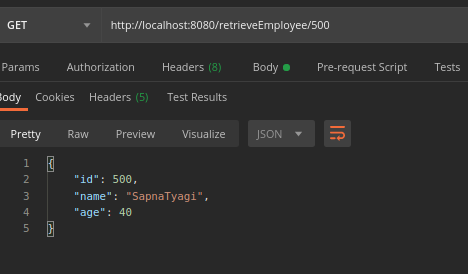 GET http://localhost:8080/retrieveEmployee/500
Params Authorization Headers (8) Body Pre-request Script Tests
Body Cookies Headers (5) Test Results
Pretty Raw Preview Visualize JSON
1 {
2 "id": 500,
3 "name": "SapnaTyagi",
4 "age": 40
5 }